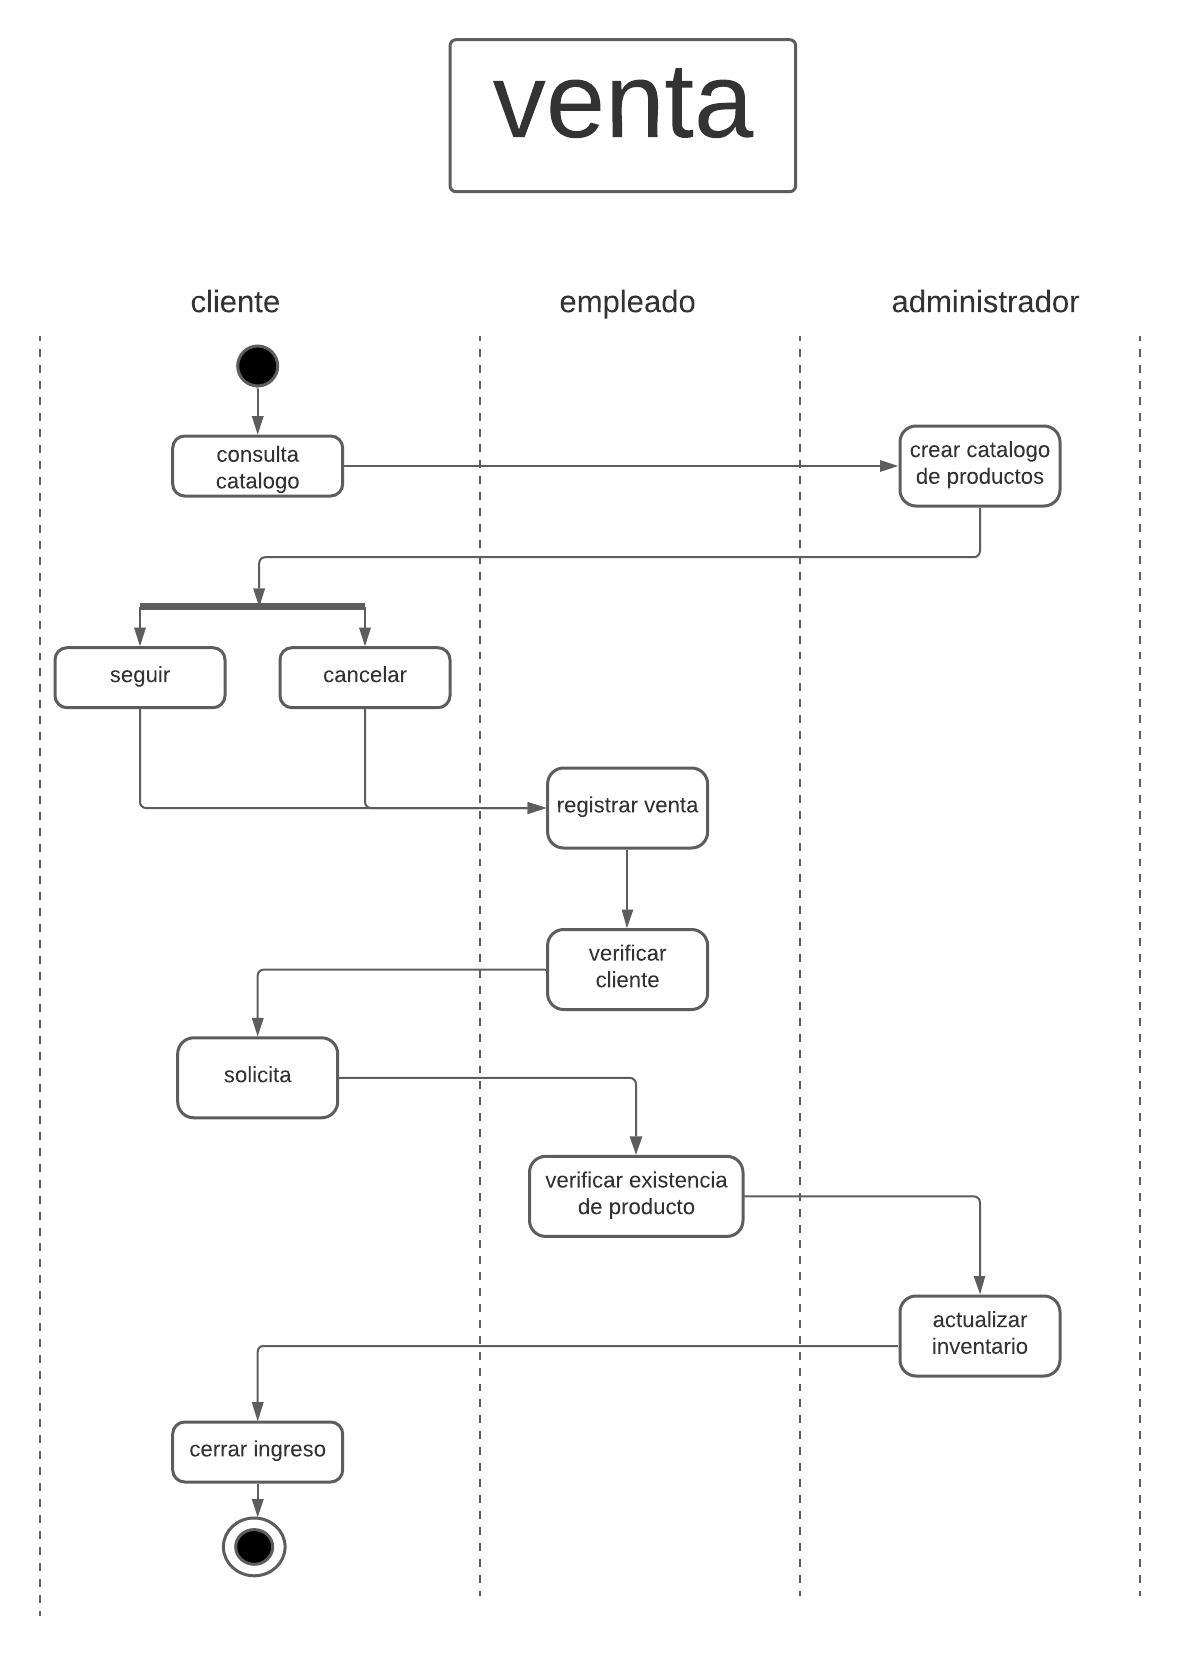 venta
cliente
empleado
administrador
consulta
catalogo
crear catalogo
de productos
seguir
cancelar
registrar venta
verificar
cliente
solicita
verificar existencia
de producto
actualizar
inventario
cerrar ingreso